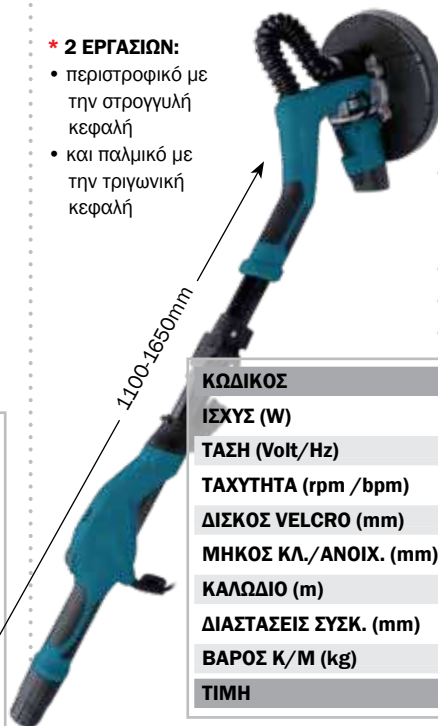 * 2 ΕΡΓΑΣΙΩΝ:
• περιστροφικό με
την στρογγυλή
κεφαλή
• και παλμικό με
την τριγωνική
κεφαλή
1100-1650mm
ΚΩΔΙΚΟΣ
ΙΣΧΥΣ (W)
ΤΑΣΗ (Volt/Hz)
ΤΑΧΥΤΗΤΑ (rpm /bpm)
ΔΙΣΚΟΣ VELCRO (mm)
ΜΗΚΟΣ ΚΛ./ΑΝΟΙΧ. (mm)
ΚΑΛΩΔΙΟ (m)
ΔΙΑΣΤΑΣΕΙΣ ΣΥΣΚ. (mm)
ΒΑΡΟΣ Κ/Μ (kg)
ΤΙΜΗ